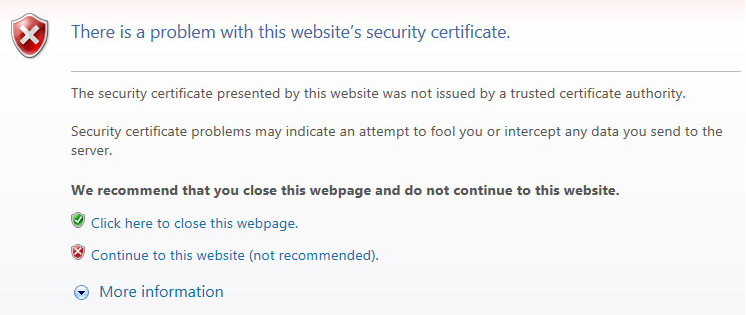 There is a problem with this website's security certificate.
The security certificate presented by this website was not issued by a trusted certificate authority.
Security certificate problems may indicate an attempt to fool you or intercept any data you send to the
server.
We recommend that you close this webpage and do not continue to this website.
Click here to close this webpage.
Continue to this website (not recommended).
More information